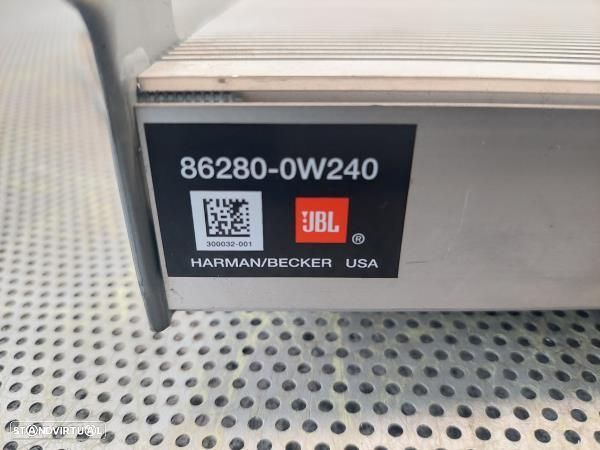 86280-0W240
JBL
®
300032-001
HARMAN/BECKER USA
STANDVIRTUAL